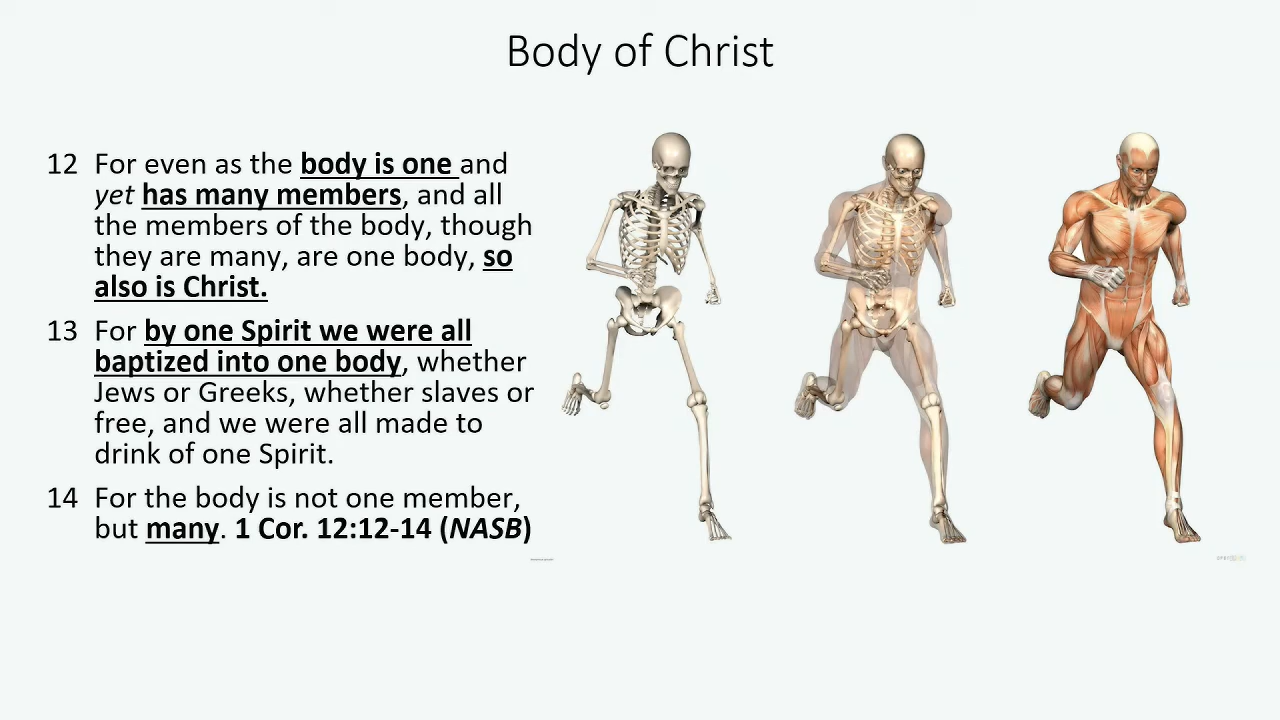 Body of Christ
12 For even as the body is one and
yet has many members, and all
the members of the body, though
they are many, are one body, so
also is Christ.
13 For by one Spirit we were all
baptized into one body, whether
Jews or Greeks, whether slaves or
free, and we were all made to
drink of one Spirit.
14 For the body is not one member,
but many. 1 Cor. 12:12-14 (NASB)